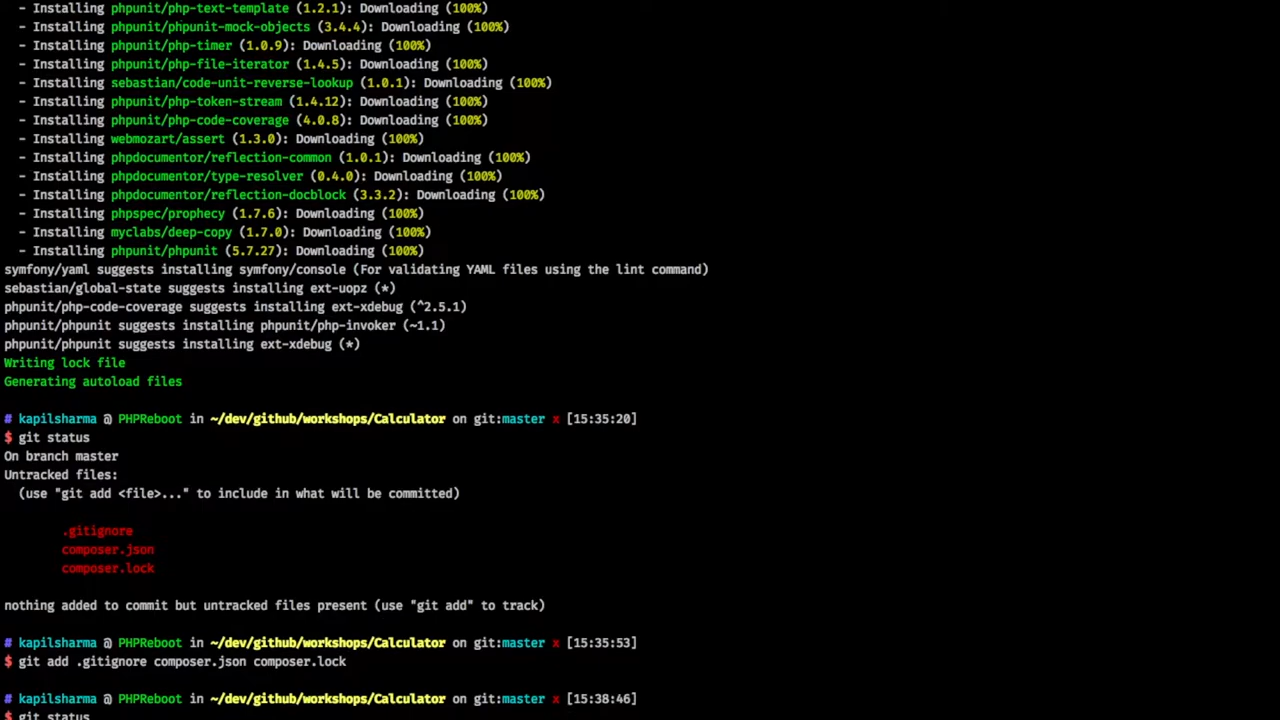 - Installing phpunit/php-text-template (1.2.1): Downloading (100%)
- Installing phpunit/phpunit-mock-objects (3.4.4): Downloading (100%)
- Installing phpunit/php-timer (1.0.9): Downloading (100%)
- Installing phpunit/php-file-iterator (1.4.5): Downloading (100%)
- Installing sebastian/code-unit-reverse-lookup (1.0.1): Downloading (100%)
- Installing phpunit/php-token-stream (1.4.12): Downloading (100%)
- Installing phpunit/php-code-coverage (4.0.8): Downloading (100%)
- Installing webmozart/assert (1.3.0): Downloading (100%)
- Installing phpdocumentor/reflection-common (1.0.1): Downloading (100%)
- Installing phpdocumentor/type-resolver (0.4.0): Downloading (100%)
- Installing phpdocumentor/reflection-docblock (3.3.2): Downloading (100%)
- Installing phpspec/prophecy (1.7.6): Downloading (100%)
- Installing myclabs/deep-copy (1.7.0): Downloading (100%)
- Installing phpunit/phpunit (5.7.27): Downloading (100%)
symfony/yaml suggests installing symfony/console (For validating YAML files using the lint command)
sebastian/global-state suggests installing ext-uopz (*)
phpunit/php-code-coverage suggests installing ext-xdebug (^2.5.1)
phpunit/phpunit suggests installing phpunit/php-invoker (~1.1)
phpunit/phpunit suggests installing ext-xdebug (*)
Writing lock file
Generating autoload files
# kapilsharma @ PHPReboot in ~/dev/github/workshops/Calculator on git:master x [15:35:20]
$ git status
On branch master
Untracked files:
(use "git add <file>..." to include in what will be committed)
.gitignore
composer.json
composer.lock
nothing added to commit but untracked files present (use "git add" to track)
# kapilsharma @ PHPReboot in ~/dev/github/workshops/Calculator on git:master x [15:35:53]
$ git add .gitignore composer.json composer.lock
# kapilsharma @ PHPReboot in ~/dev/github/workshops/Calculator on git:master x [15:38:46]
$ git status